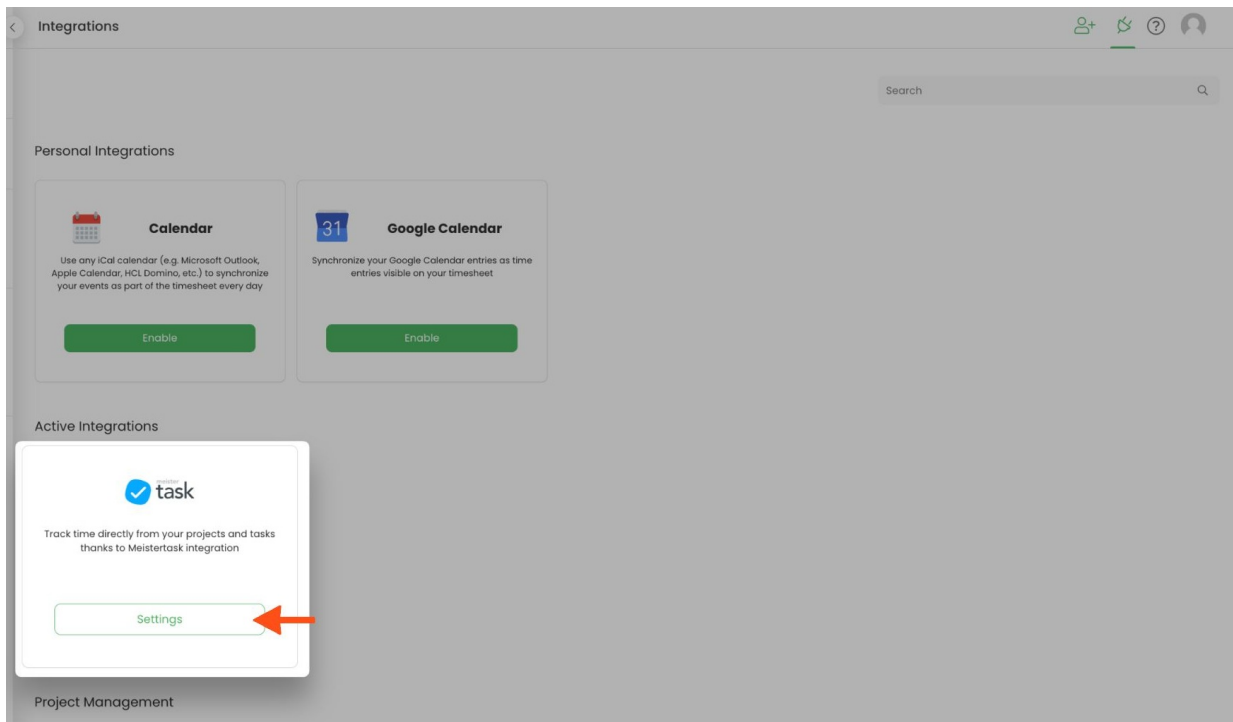 Integrations
Search
Personal Integrations
31
Calendar
Google Calendar
Use any iCal calendar (e.g. Microsoft Outlook,
Apple Calendar, HCL Domino, etc.) to synchronize
your events as part of the timesheet every day
Synchronize your Google Calendar entries as time
entries visible on your timesheet
Enable
Enable
Active Integrations
meister
task
Track time directly from your projects and tasks
thanks to Meistertask integration
Settings
Project Management